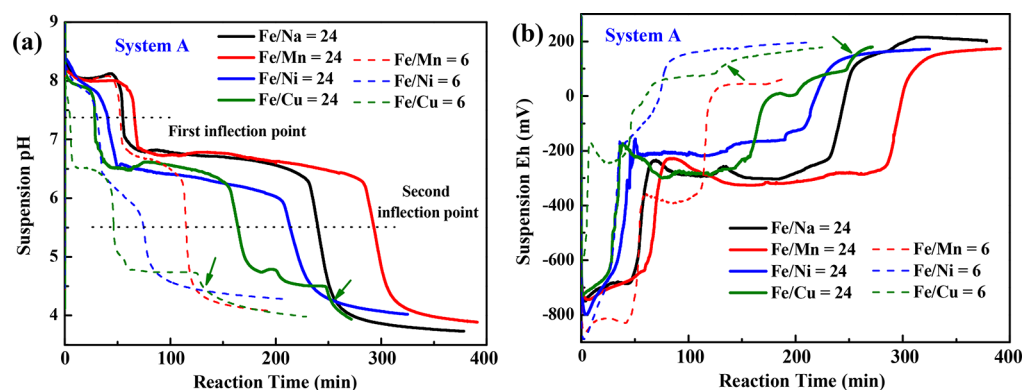 (a)
System A
Fe/Na = 24
Fe/Mn = 24
Fe/Ni = 24
Fe/Cu = 24
Fe/Mn = 6
Fe/Ni = 6
Fe/Cu = 6
First inflection point
Second
inflection point
Suspension pH
9
8
7
6
5
4
0
100
200
300
400
Reaction Time (min)
(b)
System A
Fe/Na = 24
Fe/Mn = 24
Fe/Ni = 24
Fe/Cu = 24
Fe/Mn = 6
Fe/Ni = 6
Fe/Cu = 6
Suspension Eh (mV)
200
0
-200
-400
-600
-800
0
100
200
300
400
Reaction Time (min)